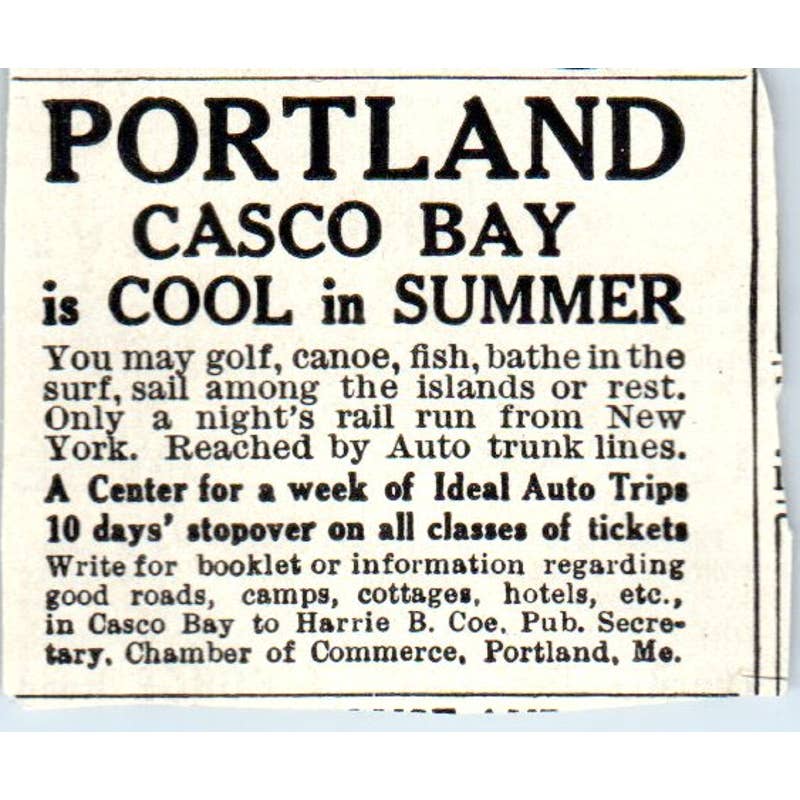 PORTLAND
CASCO BAY
is COOL in SUMMER
You may golf, canoe, fish, bathe in the
surf, sail among the islands or rest.
Only a night's rail run from New
York. Reached by Auto trunk lines.
A Center for a week of Ideal Auto Trips
10 days' stopover on all classes of tickets
Write for booklet or information regarding
good roads, camps, cottages, hotels, etc.,
in Casco Bay to Harrie B. Coe, Pub. Secre-
tary, Chamber of Commerce, Portland, Me.